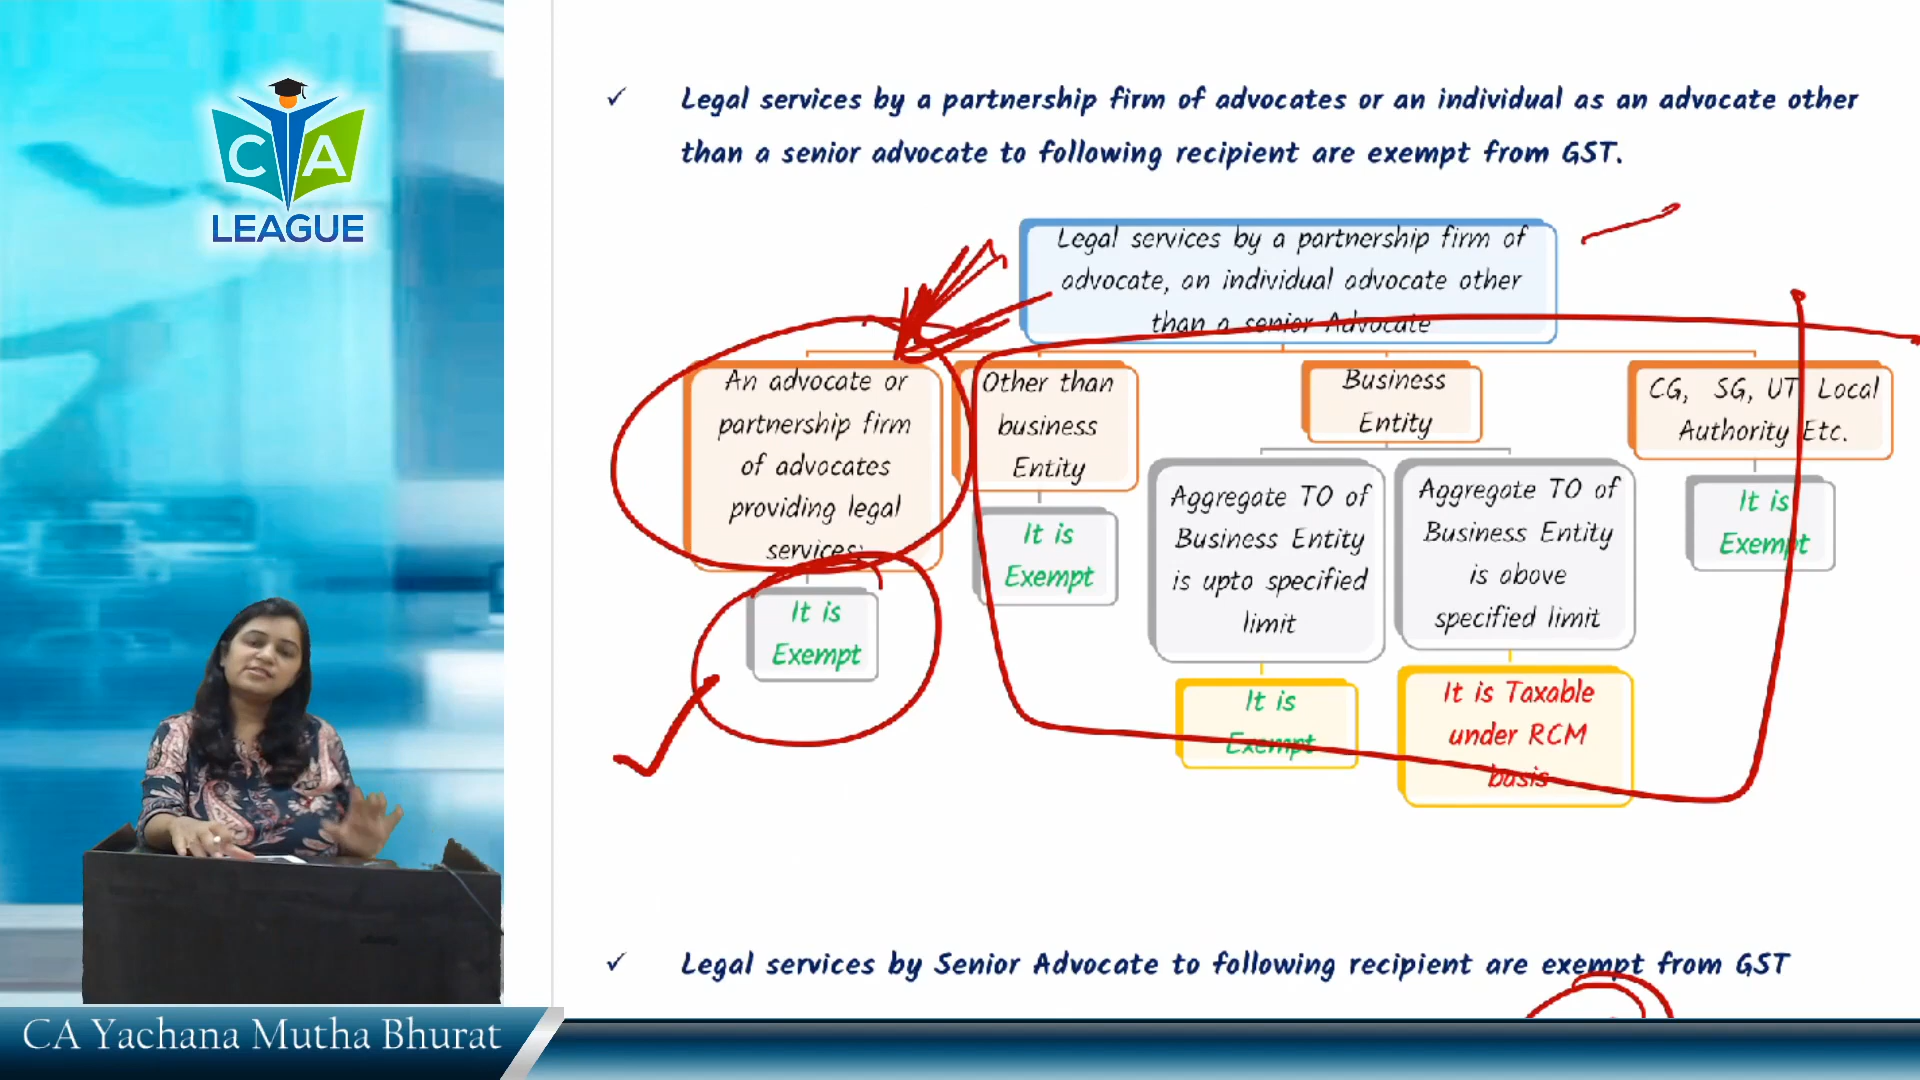 CA
LEAGUE
✓ Legal services by a partnership firm of advocates or an individual as an advocate other
than a senior advocate to following recipient are exempt from GST.
Legal services by a partnership firm of
advocate, an individual advocate other
than a senior Advocate
An advocate or
partnership firm
of advocates
providing legal
services;
It is
Exempt
Other than
business
Entity
It is
Exempt
Business
Entity
Aggregate TO of
Business Entity
is upto specified
limit
It is
Exempt
Aggregate TO of
Business Entity
is above
specified limit
It is Taxable
under RCM
basis
CG, SG, UT Local
Authority Etc.
It is
Exempt
✓ Legal services by Senior Advocate to following recipient are exempt from GST
CA Yachana Mutha Bhurat